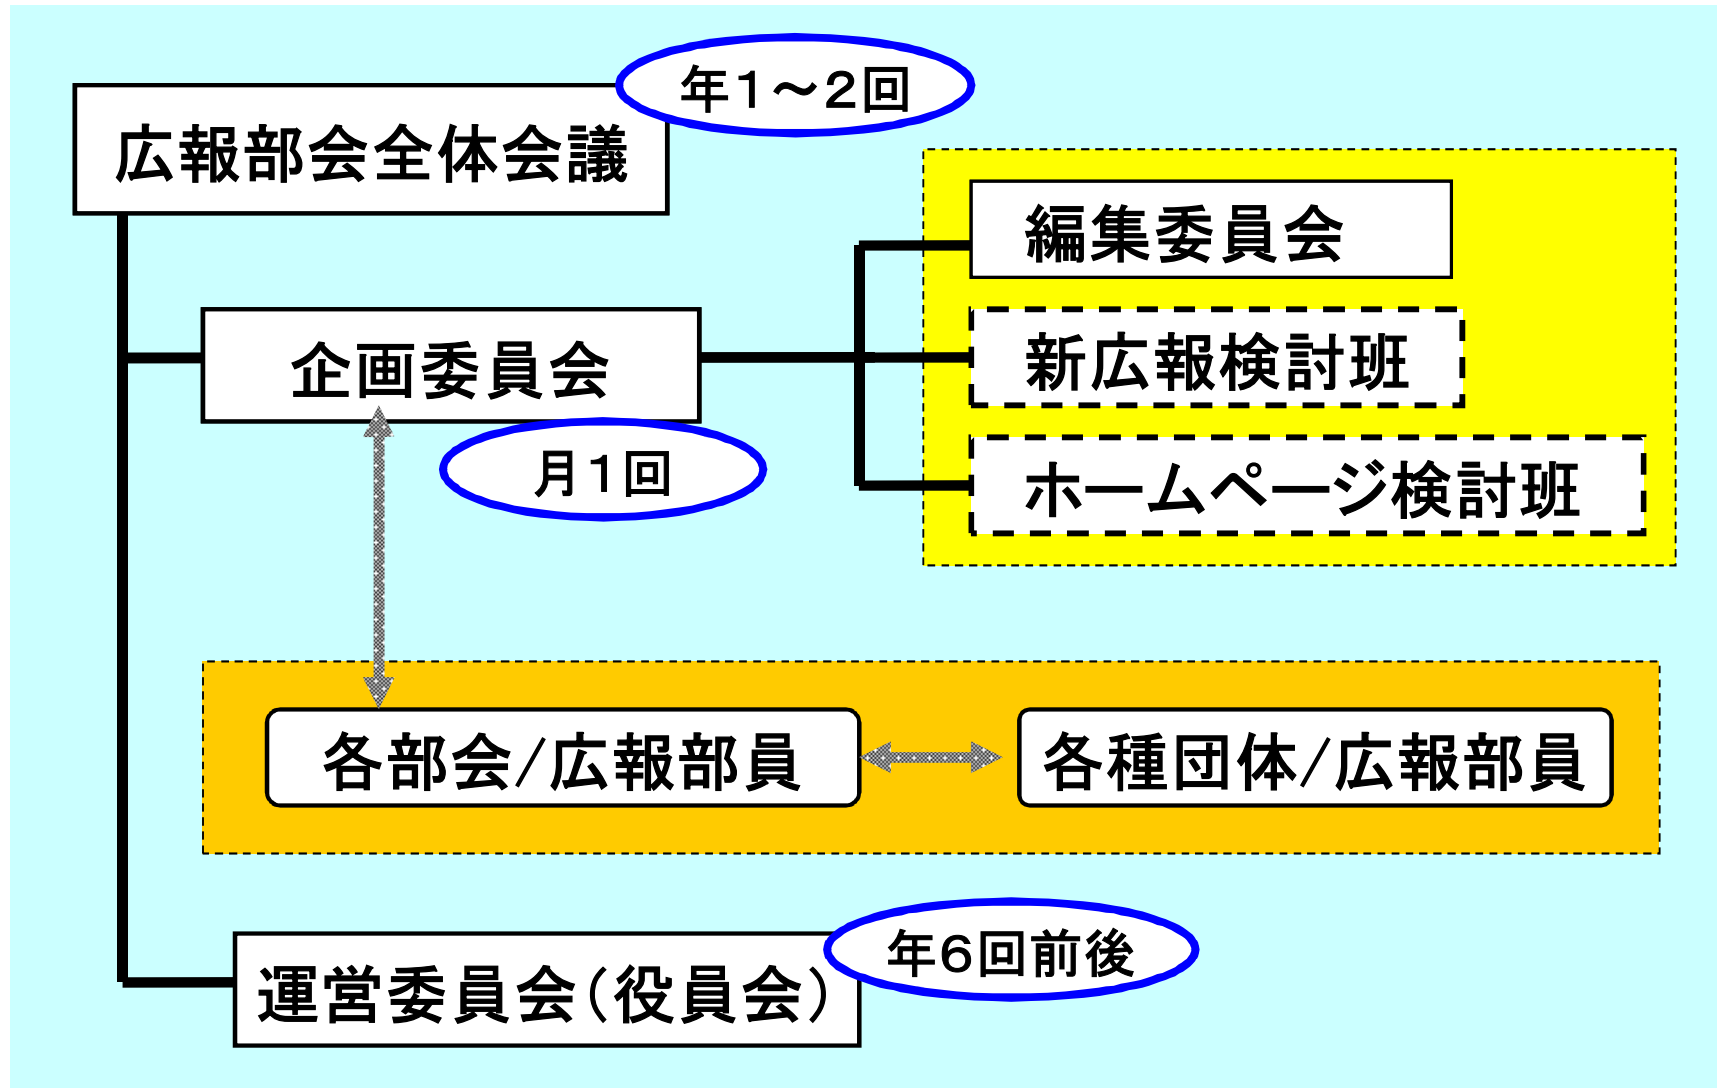 年1～2回
広報部会全体会議
編集委員会
企画委員会
新広報検討班
月1回
ホームページ検討班
各部会/広報部員
各種団体/広報部員
年6回前後
運営委員会(役員会)